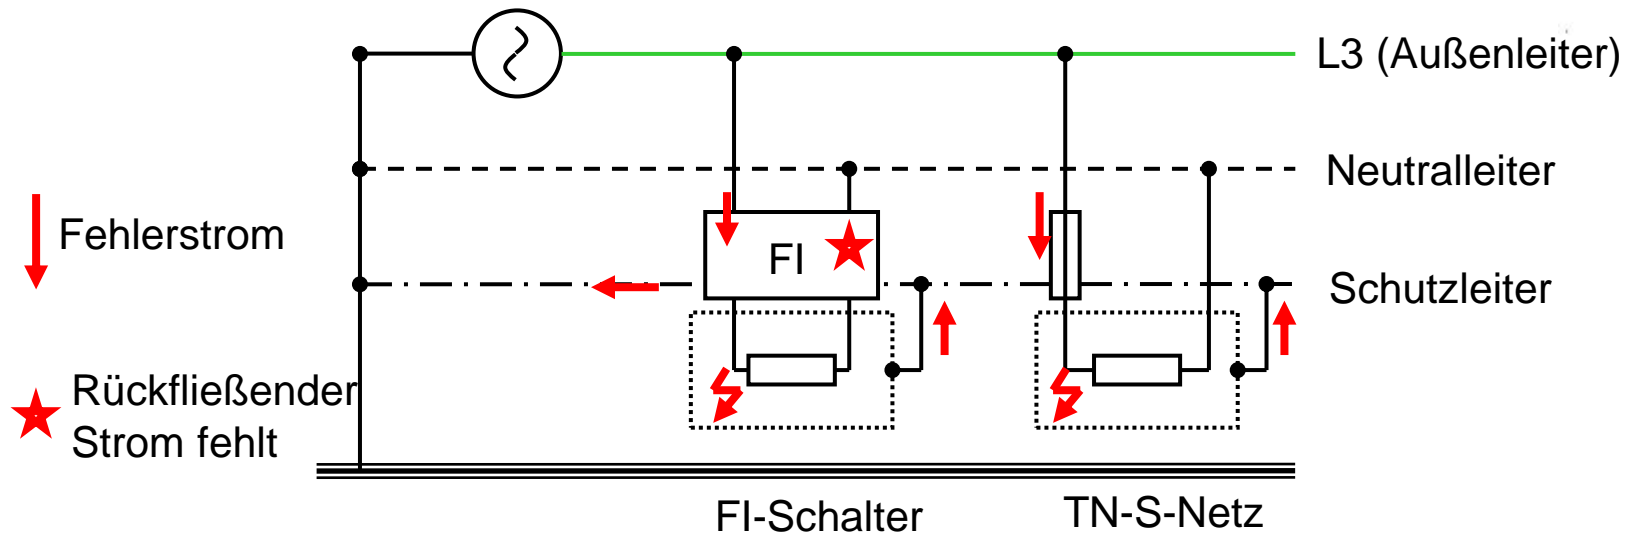 L3 (Außenleiter)
Neutralleiter
Fehlerstrom
FI
Schutzleiter
Rückfließender
Strom fehlt
FI-Schalter
TN-S-Netz